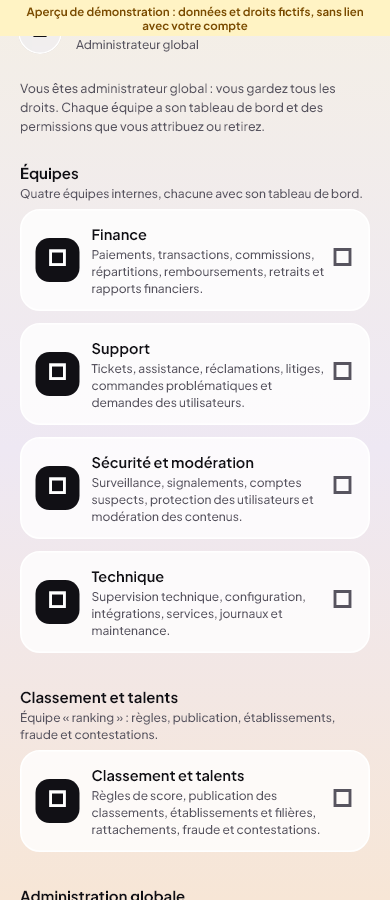 Aperçu de démonstration : données et droits fictifs, sans lien
avec votre compte
Administrateur global
Vous êtes administrateur global : vous gardez tous les
droits. Chaque équipe a son tableau de bord et des
permissions que vous attribuez ou retirez.
Équipes
Quatre équipes internes, chacune avec son tableau de bord.
Finance
Paiements, transactions, commissions,
répartitions, remboursements, retraits et
rapports financiers.
Support
Tickets, assistance, réclamations, litiges,
commandes problématiques et
demandes des utilisateurs.
Sécurité et modération
Surveillance, signalements, comptes
suspects, protection des utilisateurs et
modération des contenus.
Technique
Supervision technique, configuration,
intégrations, services, journaux et
maintenance.
Classement et talents
Équipe « ranking » : règles, publication, établissements,
fraude et contestations.
Classement et talents
Règles de score, publication des
classements, établissements et filières,
rattachements, fraude et contestations.
Administration globale